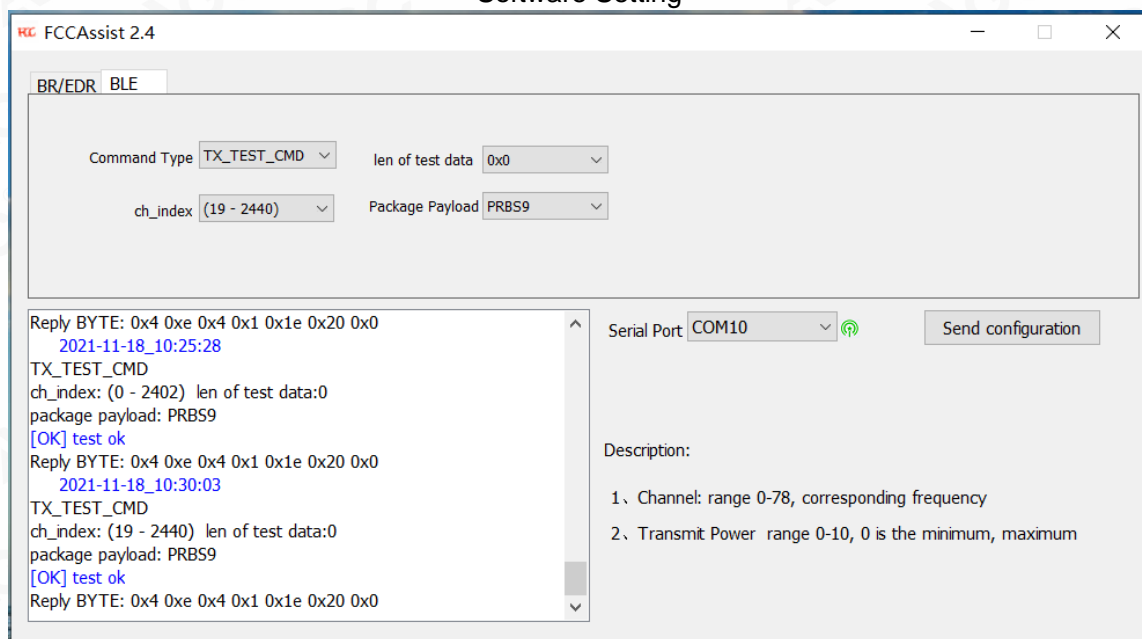 Software Setting
FCCAssist 2.4
BR/EDR BLE
Command Type TX_TEST_CMD len of test data 0x0
ch_index (19 - 2440) Package Payload PRBS9
Reply BYTE: 0x4 0xe 0x4 0x1 0x1e 0x20 0x0
2021-11-18_10:25:28
TX_TEST_CMD
ch_index: (0 - 2402) len of test data:0
package payload: PRBS9
[OK] test ok
Reply BYTE: 0x4 0xe 0x4 0x1 0x1e 0x20 0x0
2021-11-18_10:30:03
TX_TEST_CMD
ch_index: (19 - 2440) len of test data:0
package payload: PRBS9
[OK] test ok
Reply BYTE: 0x4 0xe 0x4 0x1 0x1e 0x20 0x0
Serial Port COM10 Send configuration
Description:
1、Channel: range 0-78, corresponding frequency
2、Transmit Power range 0-10, 0 is the minimum, maximum